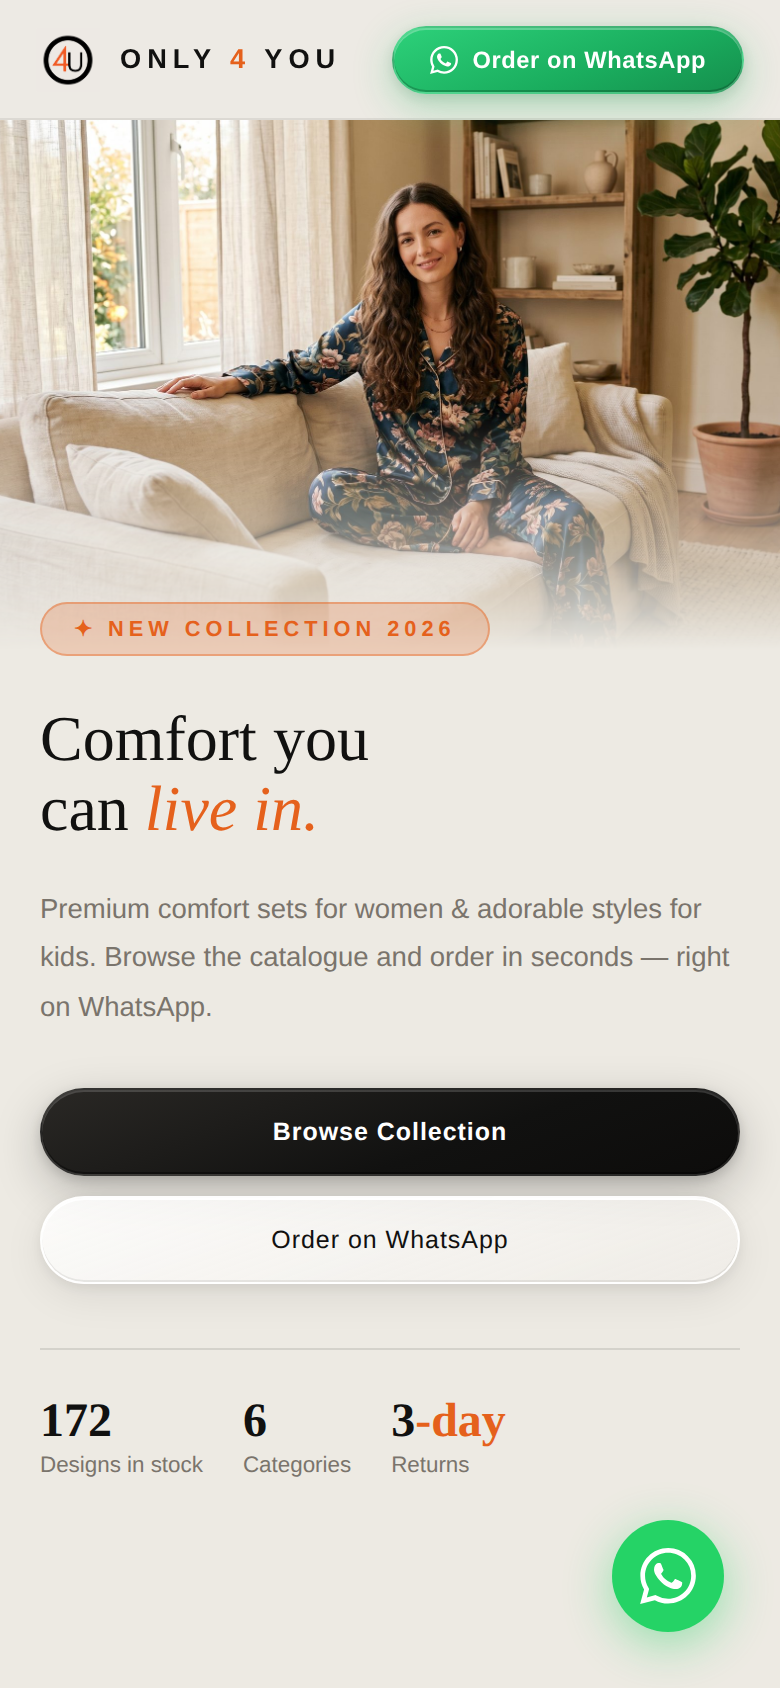 4U ONLY 4 YOU
Order on WhatsApp
✦ NEW COLLECTION 2026
Comfort you
can live in.
Premium comfort sets for women & adorable styles for
kids. Browse the catalogue and order in seconds — right
on WhatsApp.
Browse Collection
Order on WhatsApp
172 6 3-day
Designs in stock Categories Returns